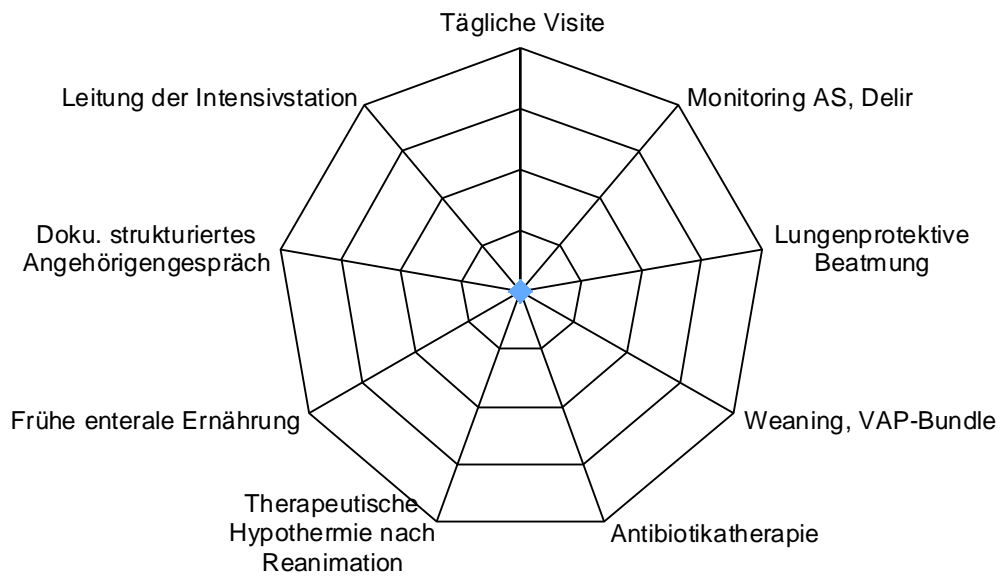 Tägliche Visite
Monitoring AS, Delir
Lungenprotektive
Beatmung
Weaning, VAP-Bundle
Antibiotikatherapie
Therapeutische
Hypothermie nach
Reanimation
Frühe enterale Ernährung
Doku. strukturiertes
Angehörigengespräch
Leitung der Intensivstation